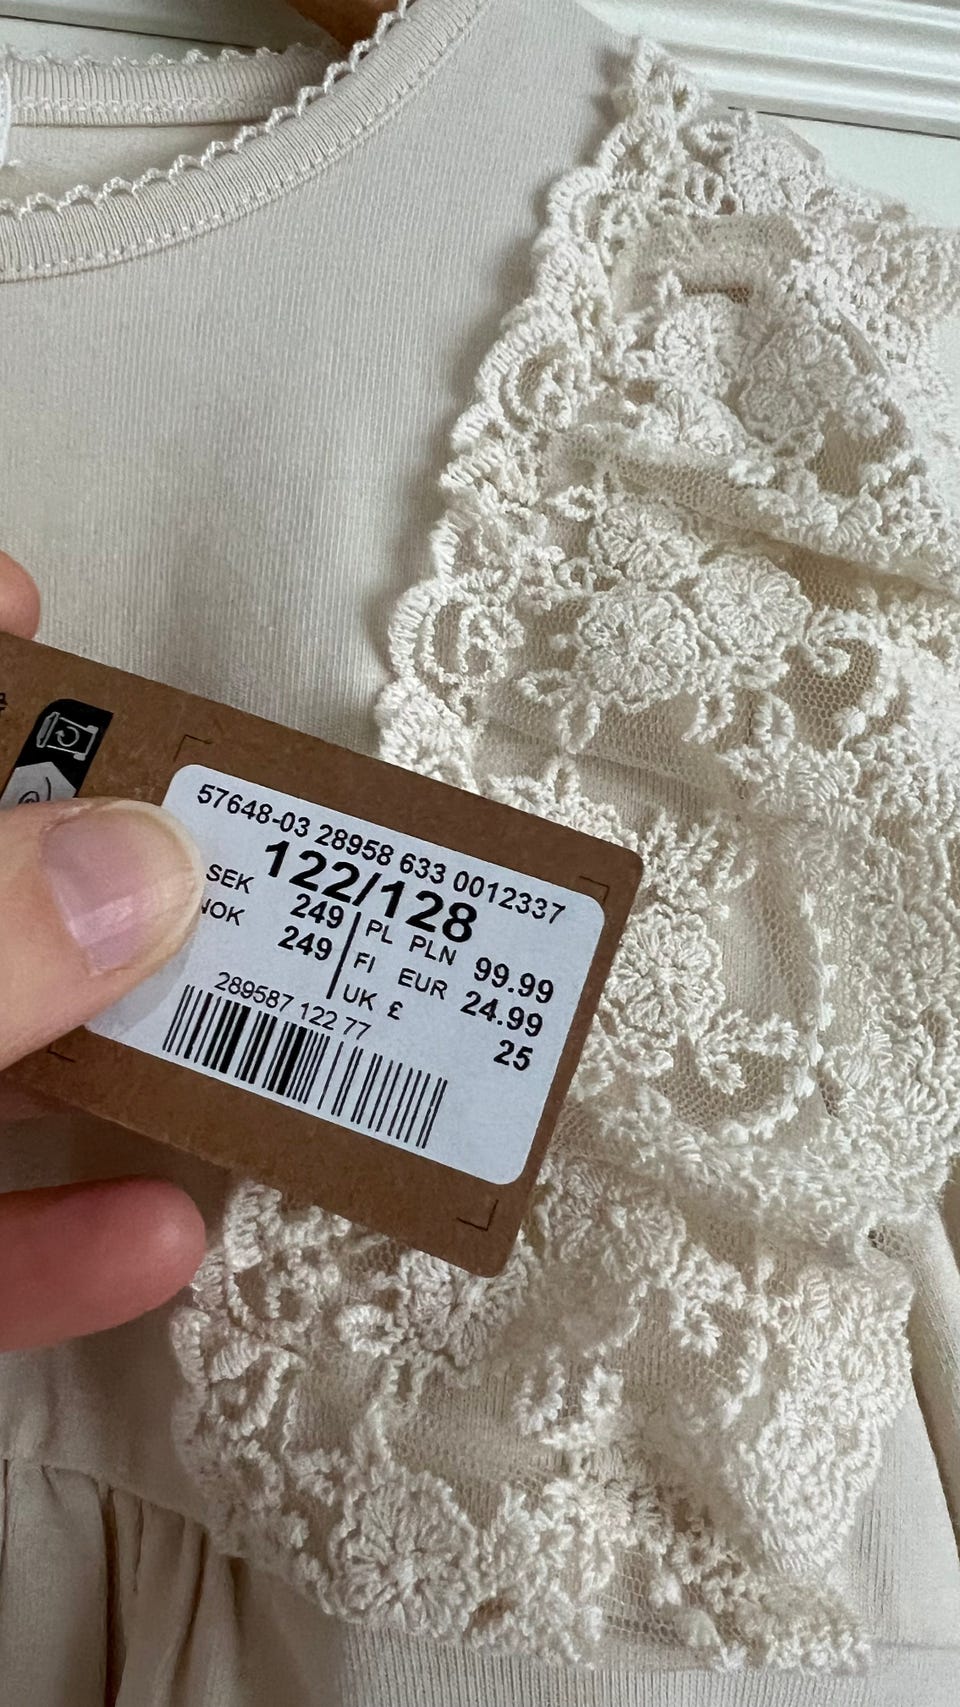 57648-03 28958 633 0012337
122/128
SEK 249 PL PLN 99.99
NOK 249 FI EUR 24.99
UK £ 25
289587 122 77